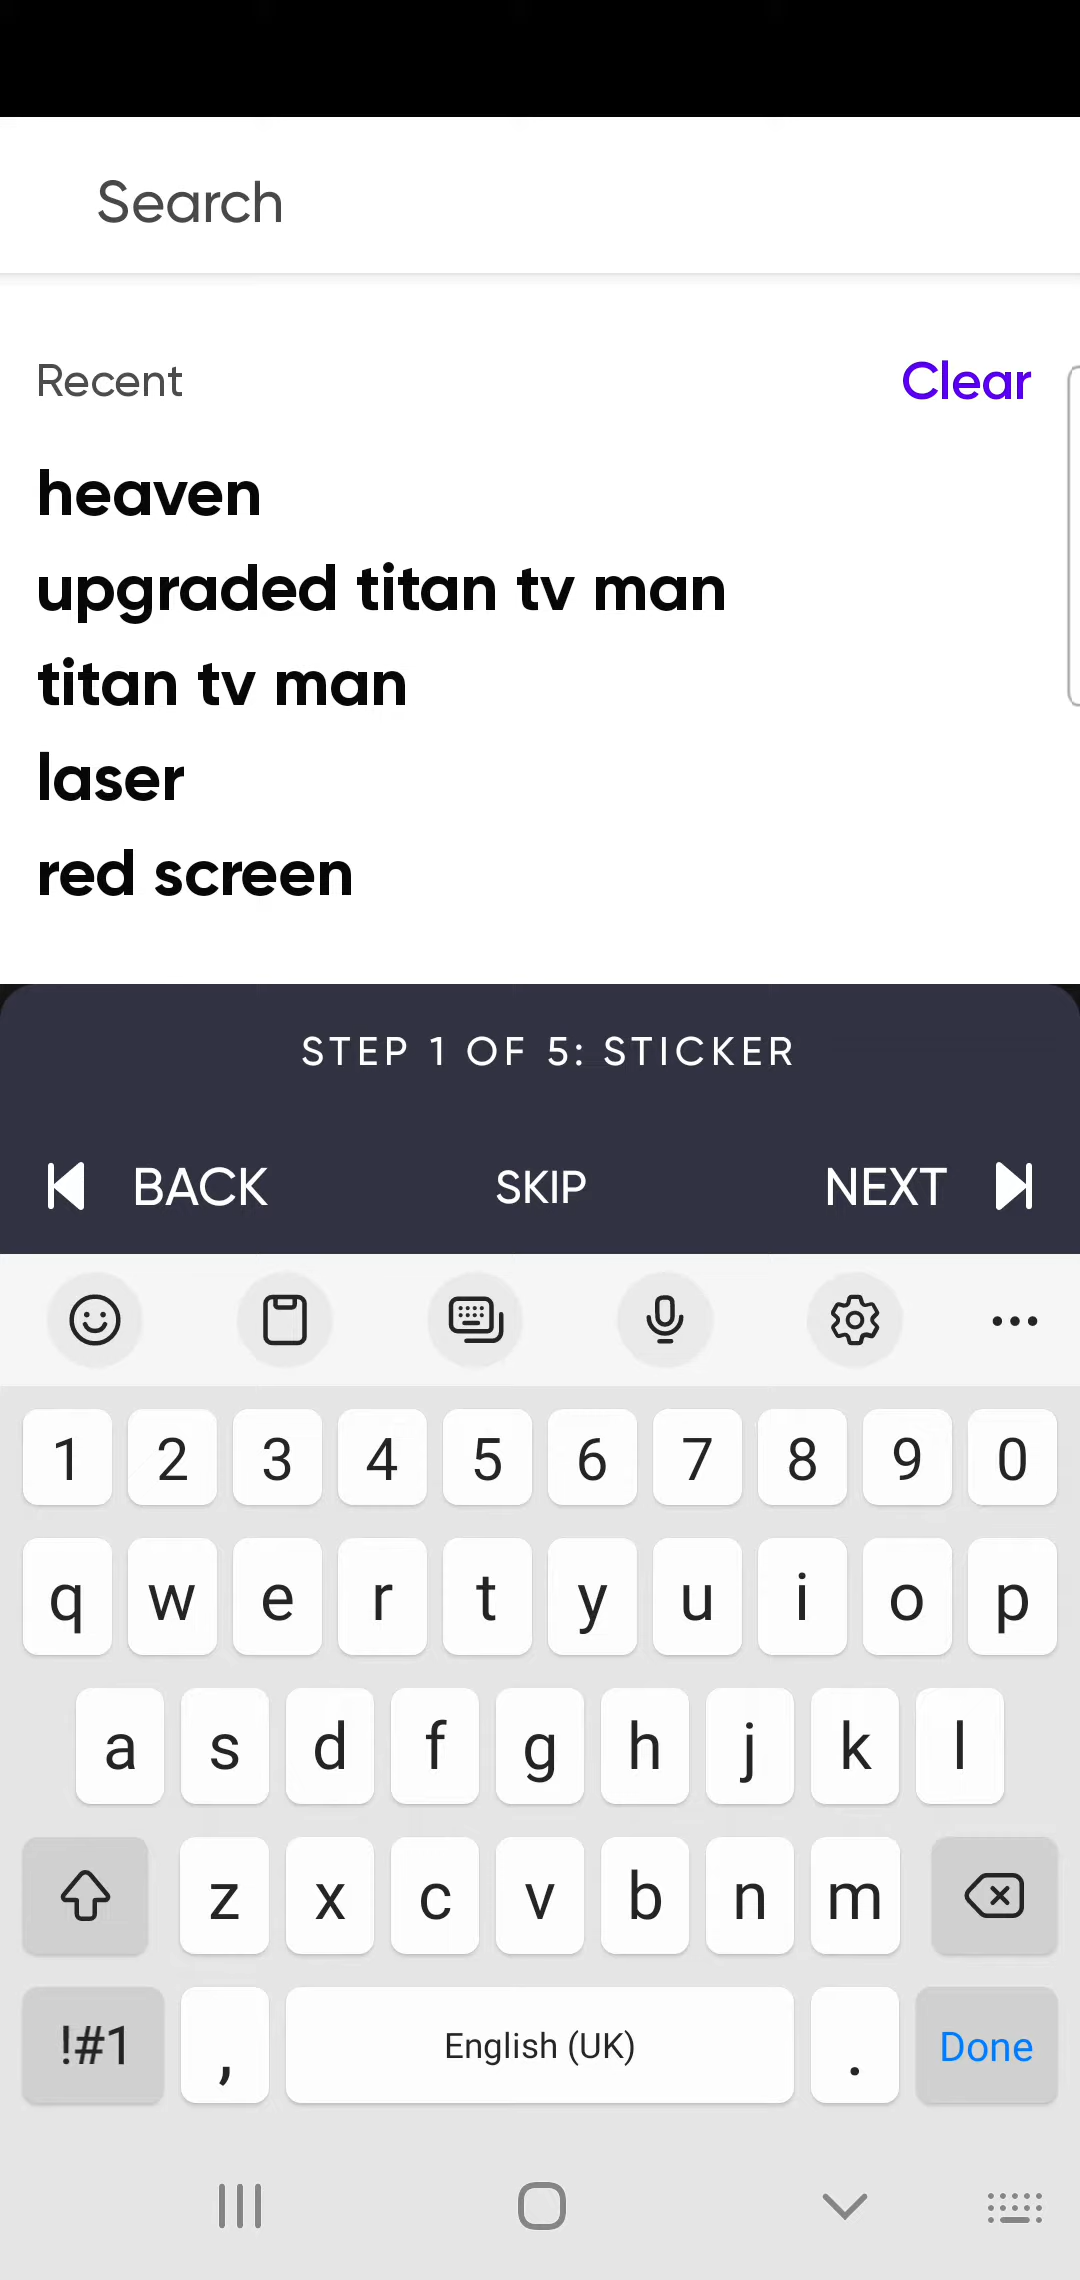 Search
Recent Clear
heaven
upgraded titan tv man
titan tv man
laser
red screen
STEP 1 OF 5: STICKER
BACK SKIP NEXT
1 2 3 4 5 6 7 8 9 0
q w e r t y u i o p
a s d f g h j k l
z x c v b n m
!#1 , English (UK) . Done